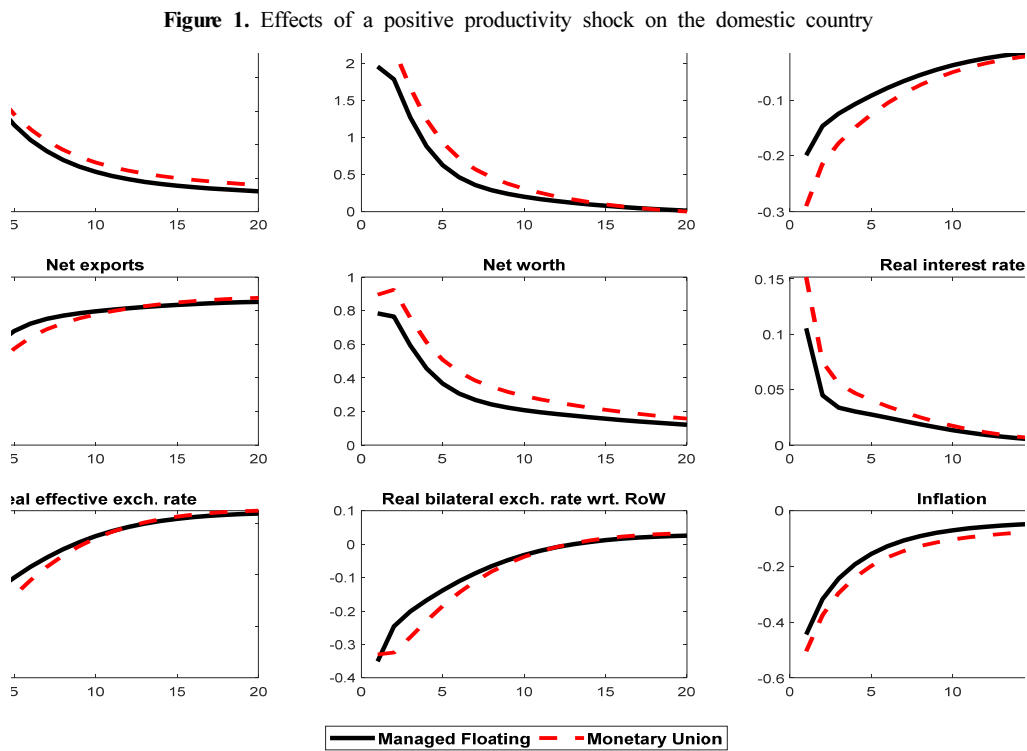 Figure 1. Effects of a positive productivity shock on the domestic country
2
1.5
1
0.5
0
-0.1
-0.2
-0.3
5 10 15 20
0 5 10 15 20
0 5 10
Net exports Net worth Real interest rate
1
0.8
0.6
0.4
0.2
0
0.15
0.1
0.05
0
5 10 15 20
0 5 10 15 20
0 5 10
eal effective exch. rate Real bilateral exch. rate wrt. RoW Inflation
0.1
0
-0.1
-0.2
-0.3
-0.4
0
-0.2
-0.4
-0.6
5 10 15 20
0 5 10 15 20
0 5 10
Managed Floating Monetary Union